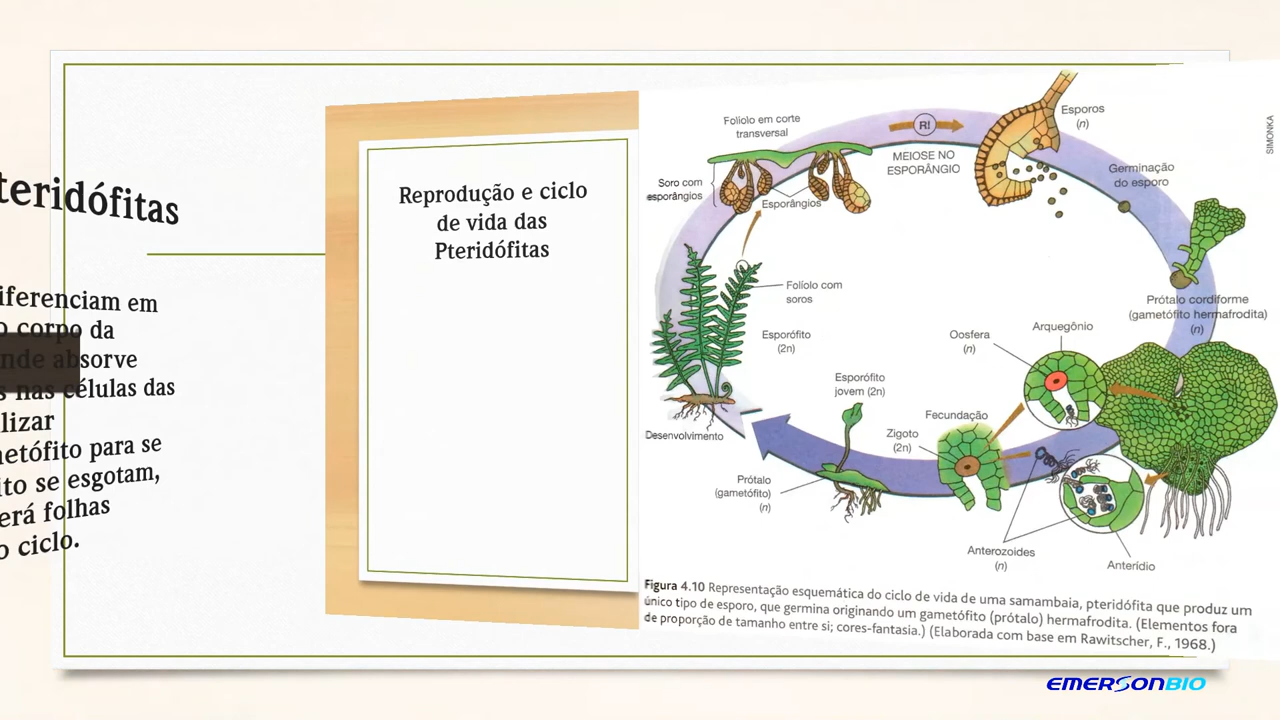 teridófitas
iferenciam em
o corpo da
nde absorve
s nas células das
lizar
etófito para se
ito se esgotam,
erá folhas
o ciclo.
Reprodução e ciclo
de vida das
Pteridófitas
Folíolo em corte
transversal
R!
MEIOSE NO
ESPORÂNGIO
Esporos
(n)
SIMONKA
Soro com
esporângios
Esporângios
Germinação
do esporo
Folíolo com
soros
Prótalo cordiforme
(gametófito hermafrodita)
(n)
Esporófito
(2n)
Oosfera
(n)
Arquegônio
Esporófito
jovem (2n)
Fecundação
Zigoto
(2n)
Desenvolvimento
Prótalo
(gametófito)
(n)
Anterozoides
(n)
Anterídio
Figura 4.10 Representação esquemática do ciclo de vida de uma samambaia, pteridófita que produz um
único tipo de esporo, que germina originando um gametófito (prótalo) hermafrodita. (Elementos fora
de proporção de tamanho entre si; cores-fantasia.) (Elaborada com base em Rawitscher, F., 1968.)
EMERSONBIO